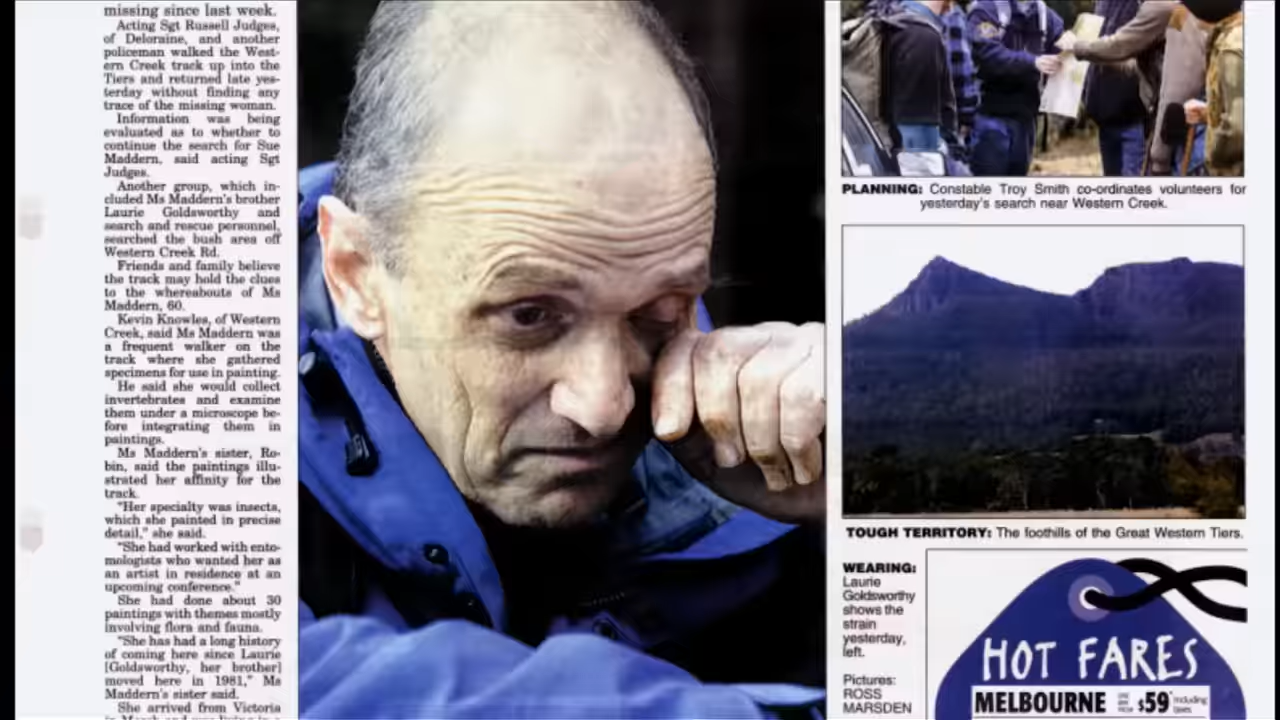 missing since last week.
Acting Sgt Russell Judges,
of Deloraine, and another
policeman walked the West-
ern Creek track up into the
Tiers and returned late yes-
terday without finding any
trace of the missing woman.
Information was being
evaluated as to whether to
continue the search for Sue
Maddern, said acting Sgt
Judges.
Another group, which in-
cluded Ms Maddern's brother
Laurie Goldsworthy and
search and rescue personnel,
searched the bush area off
Western Creek Rd.
Friends and family believe
the track may hold the clues
to the whereabouts of Ms
Maddern, 60.
Kevin Knowles, of Western
Creek, said Ms Maddern was
a frequent walker on the
track where she gathered
specimens for use in painting.
He said she would collect
invertebrates and examine
them under a microscope be-
fore integrating them in
paintings.
Ms Maddern's sister, Ro-
bin, said the paintings illu-
strated her affinity for the
track.
"Her specialty was insects,
which she painted in precise
detail," she said.
"She had worked with ento-
mologists who wanted her as
an artist in residence at an
upcoming conference."
She had done about 30
paintings with themes mostly
involving flora and fauna.
"She has had a long history
of coming here since Laurie
[Goldsworthy, her brother]
moved here in 1981," Ms
Maddern's sister said.
She arrived from Victoria
PLANNING: Constable Troy Smith co-ordinates volunteers for
yesterday's search near Western Creek.
TOUGH TERRITORY: The foothills of the Great Western Tiers.
WEARING:
Laurie
Goldsworthy
shows the
strain
yesterday,
left.
Pictures:
ROSS
MARSDEN
HOT FARES
MELBOURNE ONE WAY FROM $59* including taxes